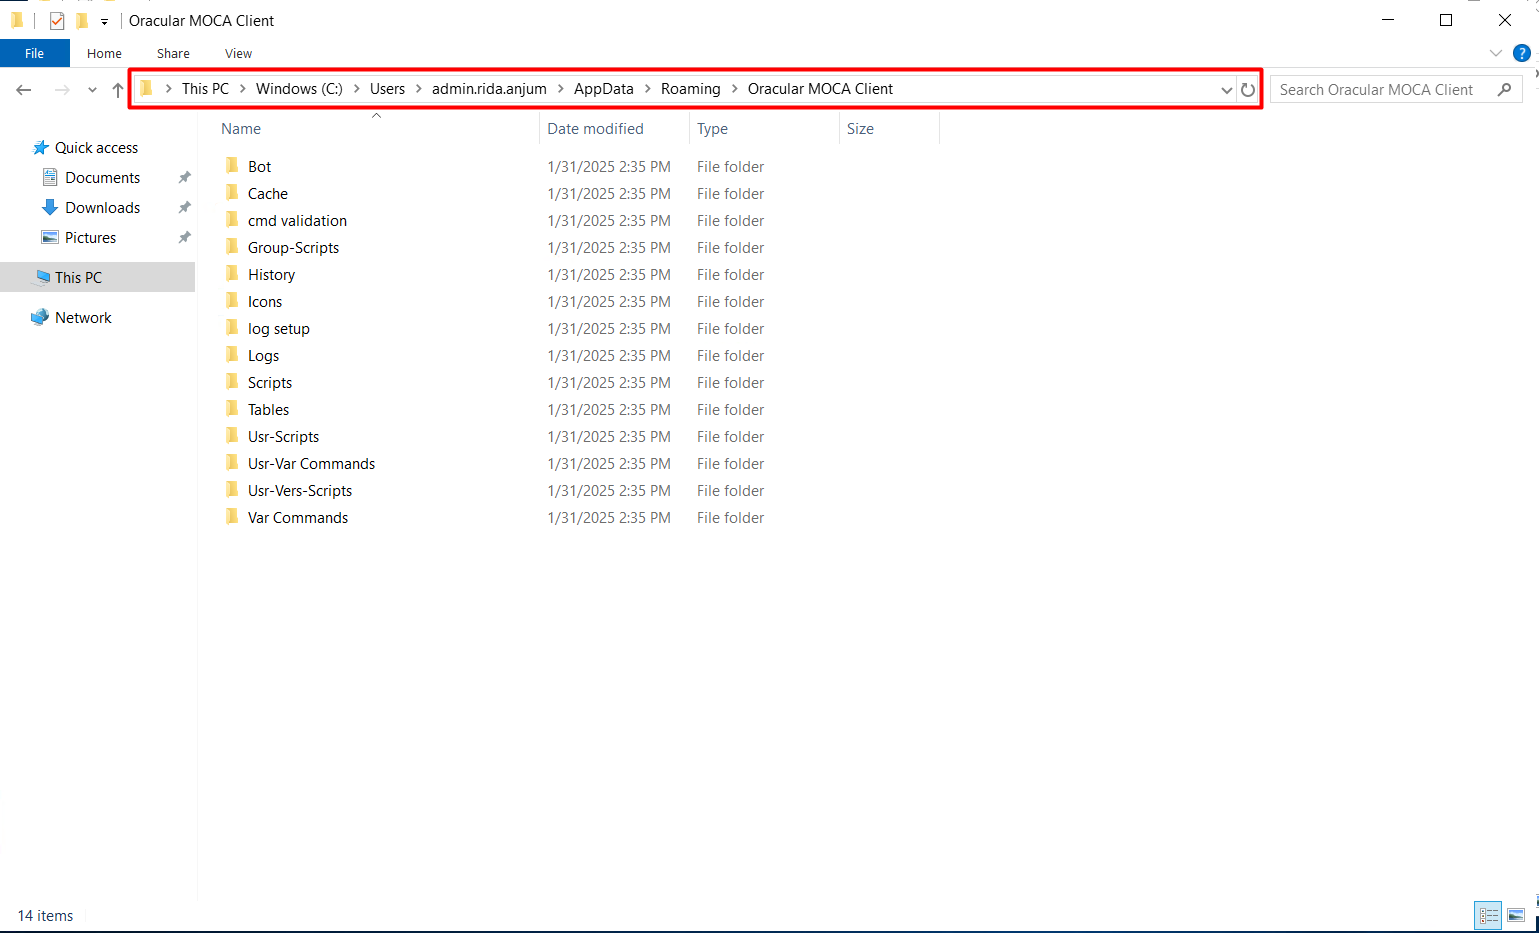 Oracular MOCA Client
File Home Share View
This PC Windows (C:) Users admin.rida.anjum AppData Roaming Oracular MOCA Client
Search Oracular MOCA Client
Quick access
Documents
Downloads
Pictures
This PC
Network
Name Date modified Type Size
Bot 1/31/2025 2:35 PM File folder
Cache 1/31/2025 2:35 PM File folder
cmd validation 1/31/2025 2:35 PM File folder
Group-Scripts 1/31/2025 2:35 PM File folder
History 1/31/2025 2:35 PM File folder
Icons 1/31/2025 2:35 PM File folder
log setup 1/31/2025 2:35 PM File folder
Logs 1/31/2025 2:35 PM File folder
Scripts 1/31/2025 2:35 PM File folder
Tables 1/31/2025 2:35 PM File folder
Usr-Scripts 1/31/2025 2:35 PM File folder
Usr-Var Commands 1/31/2025 2:35 PM File folder
Usr-Vers-Scripts 1/31/2025 2:35 PM File folder
Var Commands 1/31/2025 2:35 PM File folder
14 items